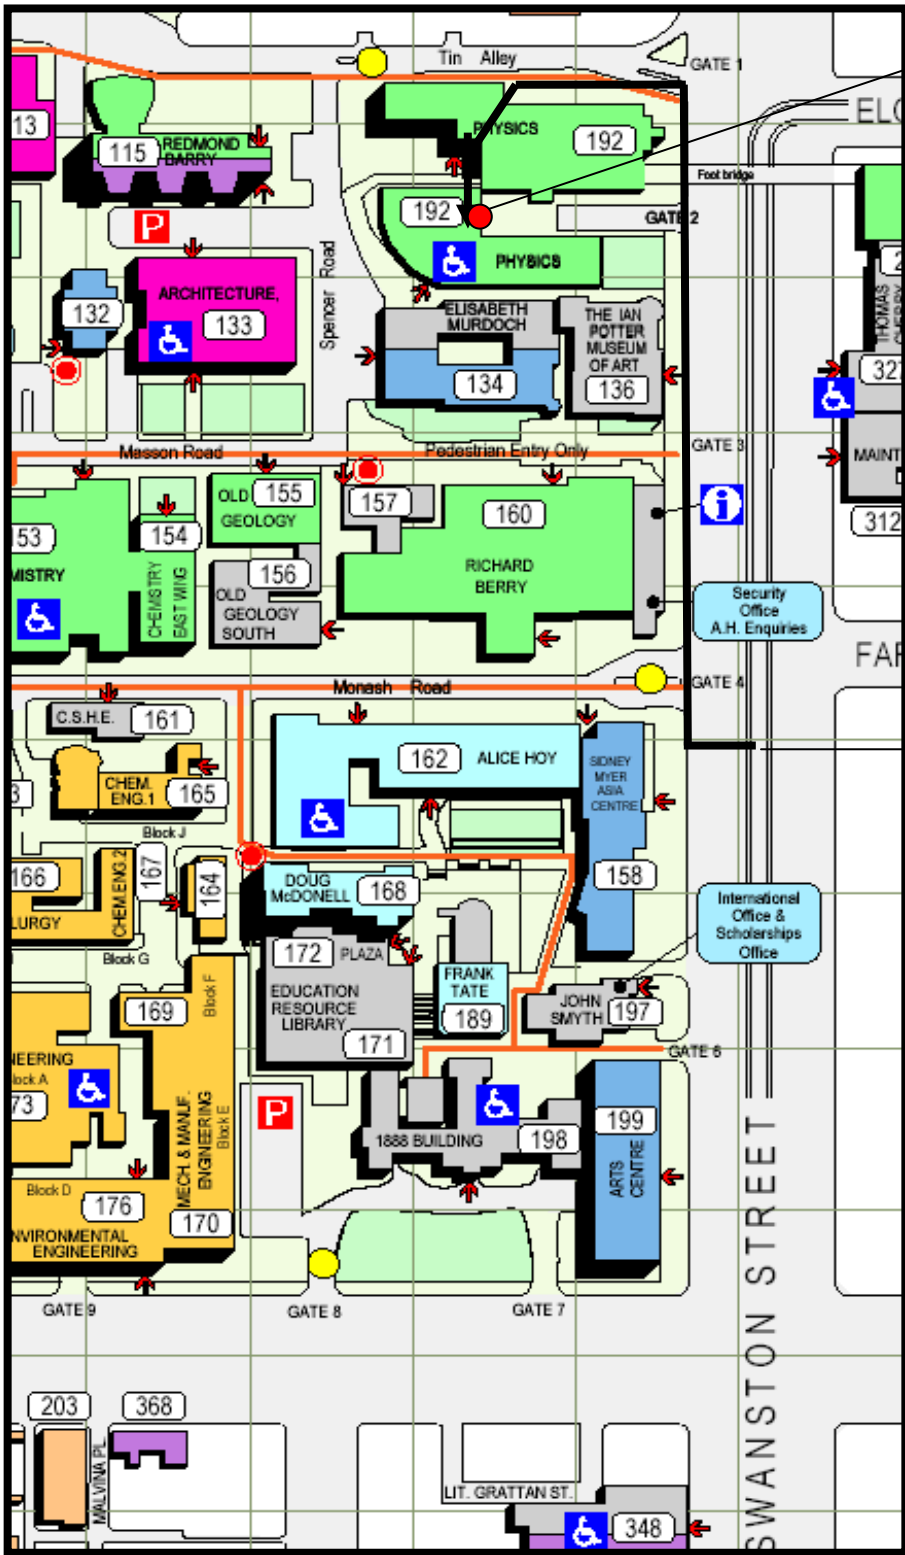 Tin Alley
GATE 1
ELG
13
115
REDMOND
BARRY
PHYSICS
192
Foot bridge
P
192
GATE 2
PHYSICS
Spencer Road
132
ARCHITECTURE,
133
ELISABETH
MURDOCH
134
THE IAN
POTTER
MUSEUM
OF ART
136
THOMAS
CHERRY
327
MAINT
312
Masson Road
Pedestrian Entry Only
GATE 3
53
MISTRY
154
CHEMISTRY
EAST WING
OLD
155
GEOLOGY
156
OLD
GEOLOGY
SOUTH
157
160
RICHARD
BERRY
i
Security
Office
A.H. Enquiries
FAR
Monash Road
GATE 4
C.S.H.E.
161
CHEM.
ENG.1
165
Block J
162
ALICE HOY
SIDNEY
MYER
ASIA
CENTRE
158
3
166
LURGY
CHEM.ENG.2
167
164
Block G
DOUG
McDONELL
168
172
PLAZA
EDUCATION
RESOURCE
LIBRARY
171
FRANK
TATE
189
International
Office &
Scholarships
Office
JOHN
SMYTH
197
GATE 6
169
Block F
NEERING
lock A
73
MECH. & MANUF.
ENGINEERING
Block E
P
1888 BUILDING
198
199
ARTS
CENTRE
Block D
176
170
NVIRONMENTAL
ENGINEERING
GATE 9
GATE 8
GATE 7
SWANSTON STREET
203
368
MALVINA PL.
LIT. GRATTAN ST.
348